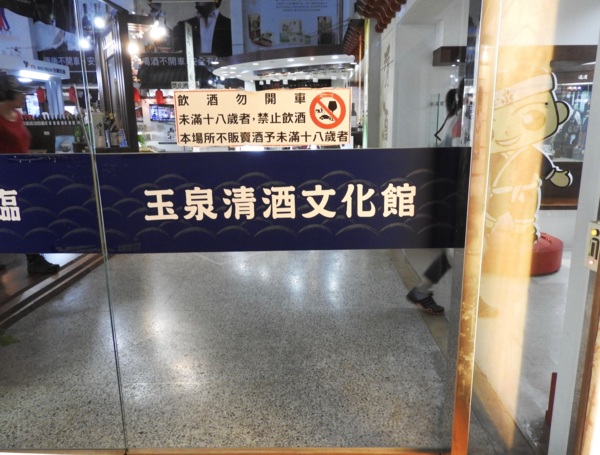 飲酒勿開車
未滿十八歲者,禁止飲酒
本場所不販賣酒予未滿十八歲者
臨
玉泉清酒文化館